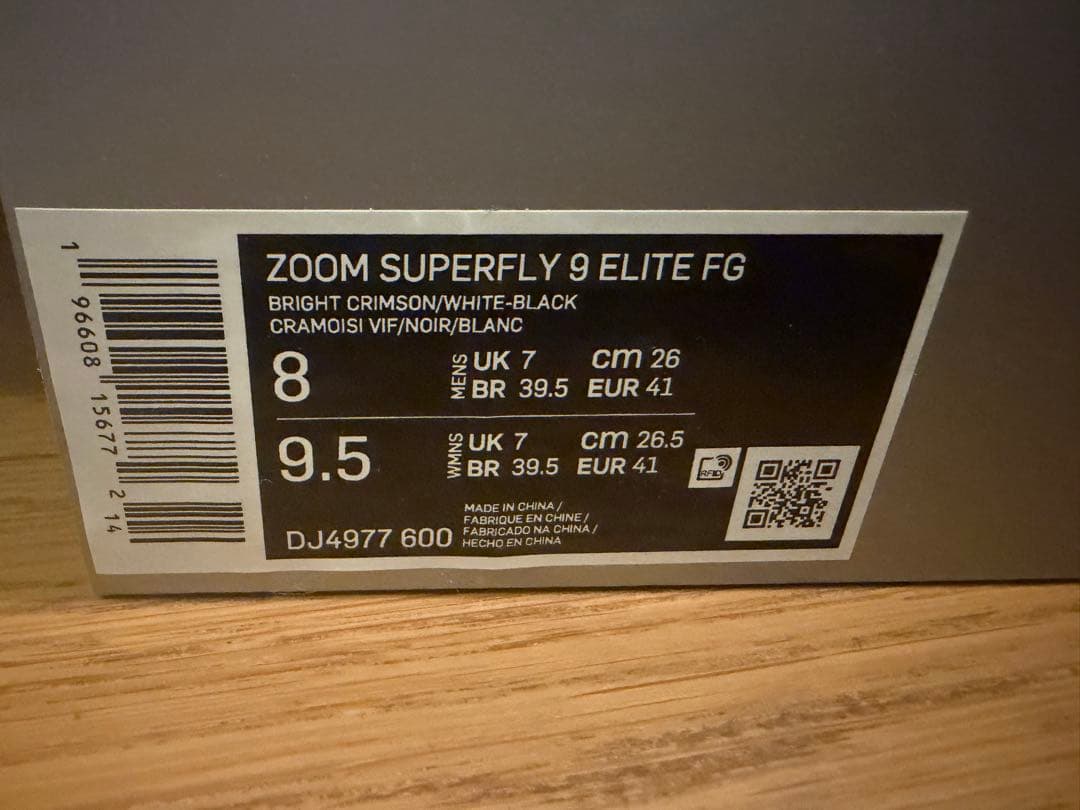 ZOOM SUPERFLY 9 ELITE FG
BRIGHT CRIMSON/WHITE-BLACK
CRAMOISI VIF/NOIR/BLANC
8 MENS UK 7 cm 26
BR 39.5 EUR 41
9.5 WMNS UK 7 cm 26.5
BR 39.5 EUR 41
RFID
DJ4977 600
MADE IN CHINA /
FABRIQUE EN CHINE /
FABRICADO NA CHINA /
HECHO EN CHINA
1 96608 15677 2 14